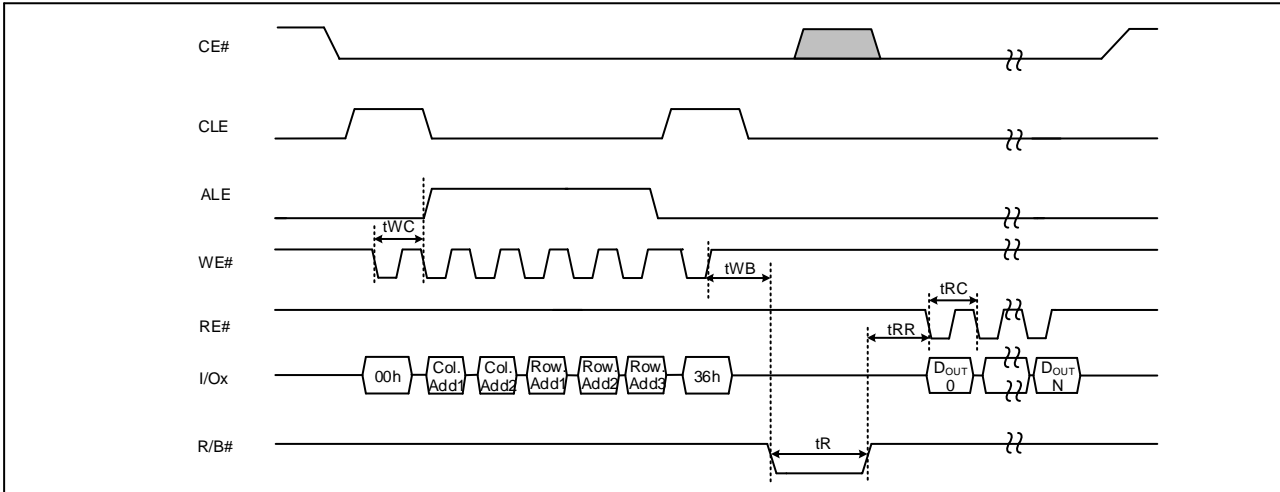 CE#
CLE
ALE
tWC
WE#
tWB
tRC
RE#
tRR
I/Ox
00h
Col.
Add1
Col.
Add2
Row.
Add1
Row.
Add2
Row.
Add3
36h
DOUT
0
DOUT
N
R/B#
tR